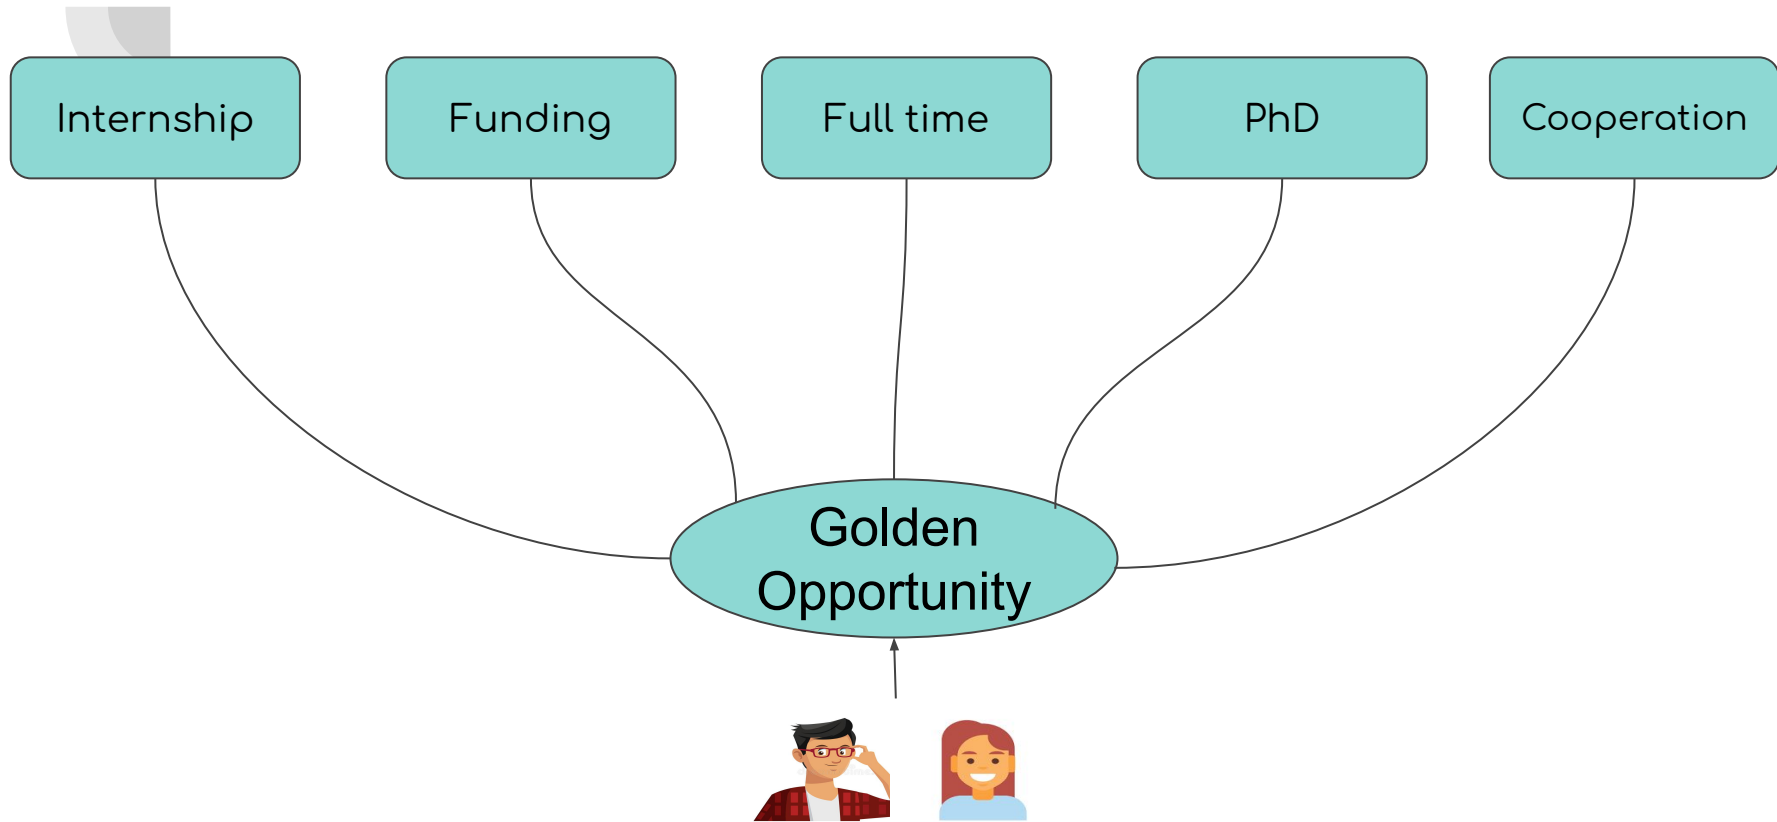 Internship
Funding
Full time
PhD
Cooperation
Golden
Opportunity